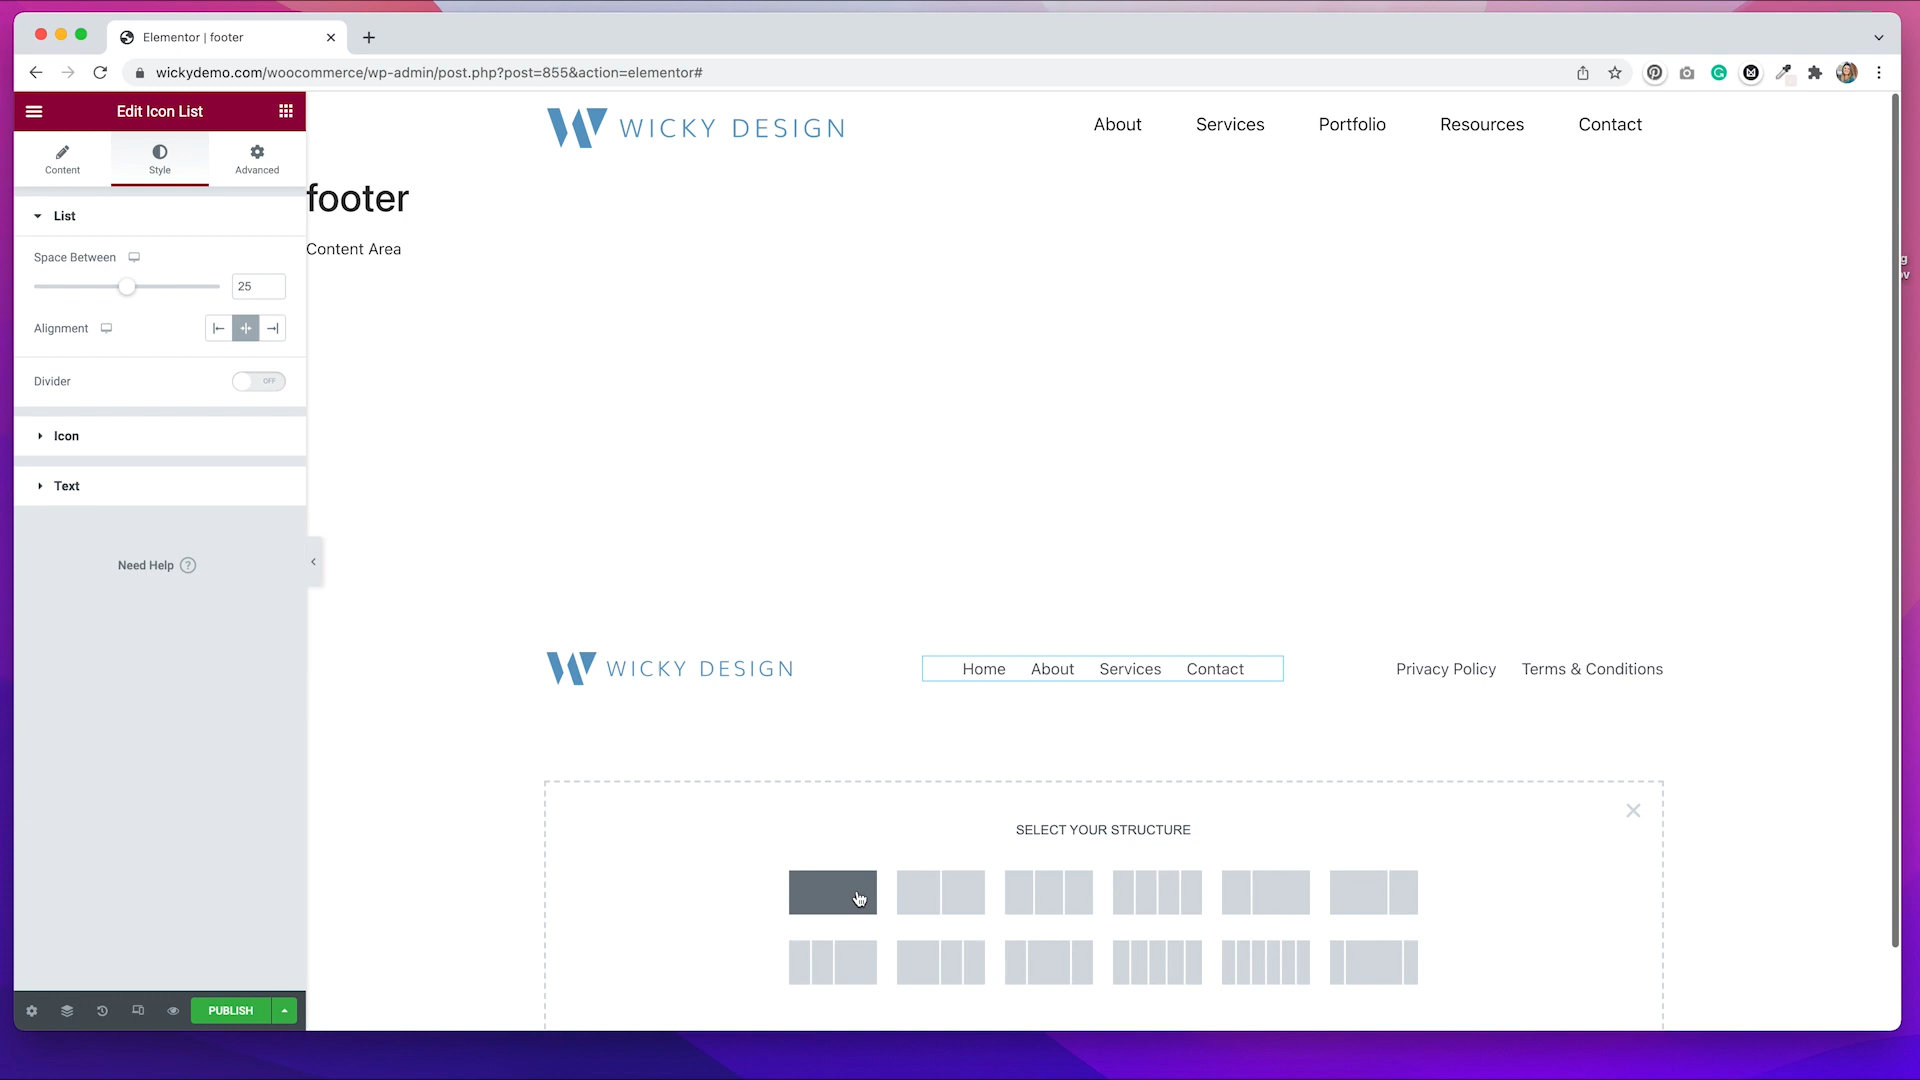 Elementor | footer
wickydemo.com/woocommerce/wp-admin/post.php?post=855&action=elementor#
Edit Icon List
Content
Style
Advanced
List
Space Between
25
Alignment
Divider
OFF
Icon
Text
Need Help ?
PUBLISH
WICKY DESIGN
About
Services
Portfolio
Resources
Contact
footer
Content Area
WICKY DESIGN
Home
About
Services
Contact
Privacy Policy
Terms & Conditions
SELECT YOUR STRUCTURE
g
ov